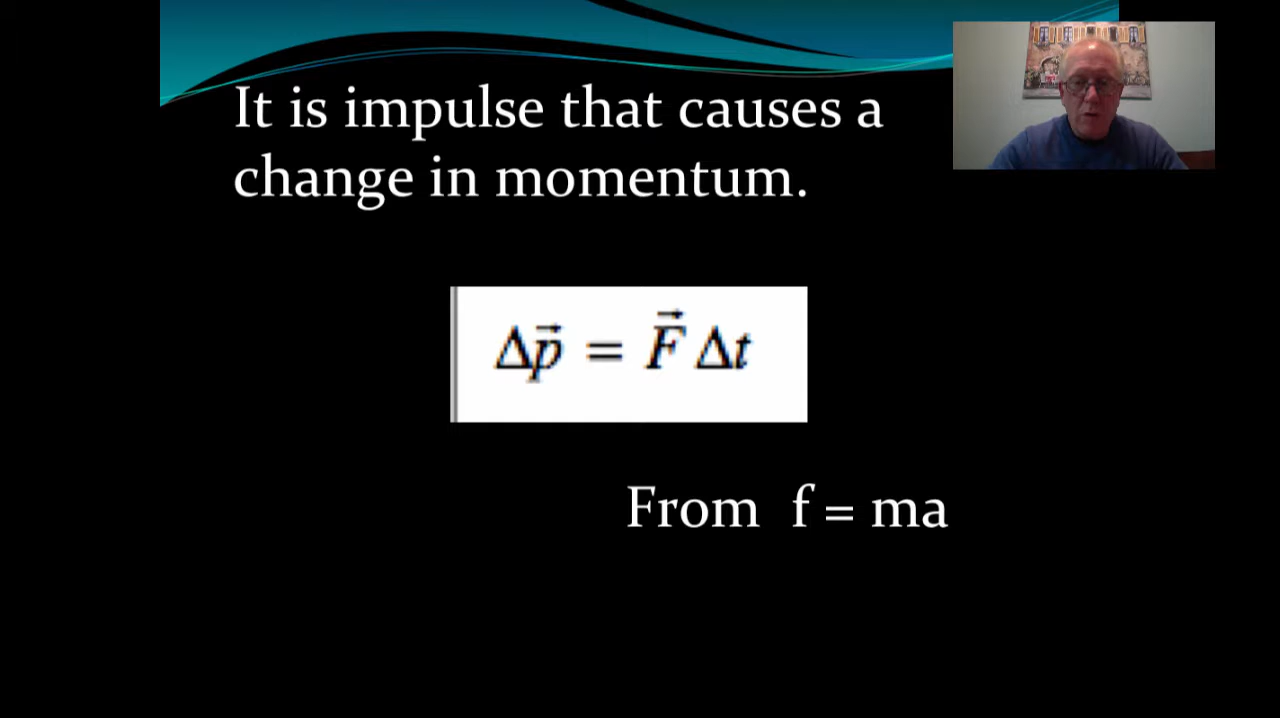 It is impulse that causes a
change in momentum.
Δp⃗ = F⃗ Δt
From f = ma